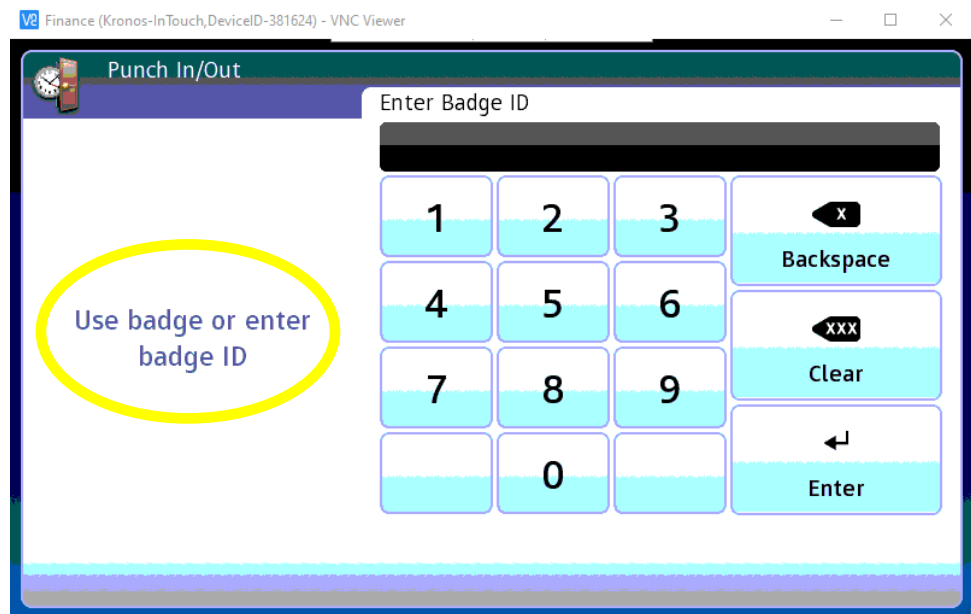 Finance (Kronos-InTouch,DeviceID-381624) - VNC Viewer
Punch In/Out
Enter Badge ID
Use badge or enter
badge ID
1 2 3
X
Backspace
4 5 6
XXX
Clear
7 8 9
0
Enter